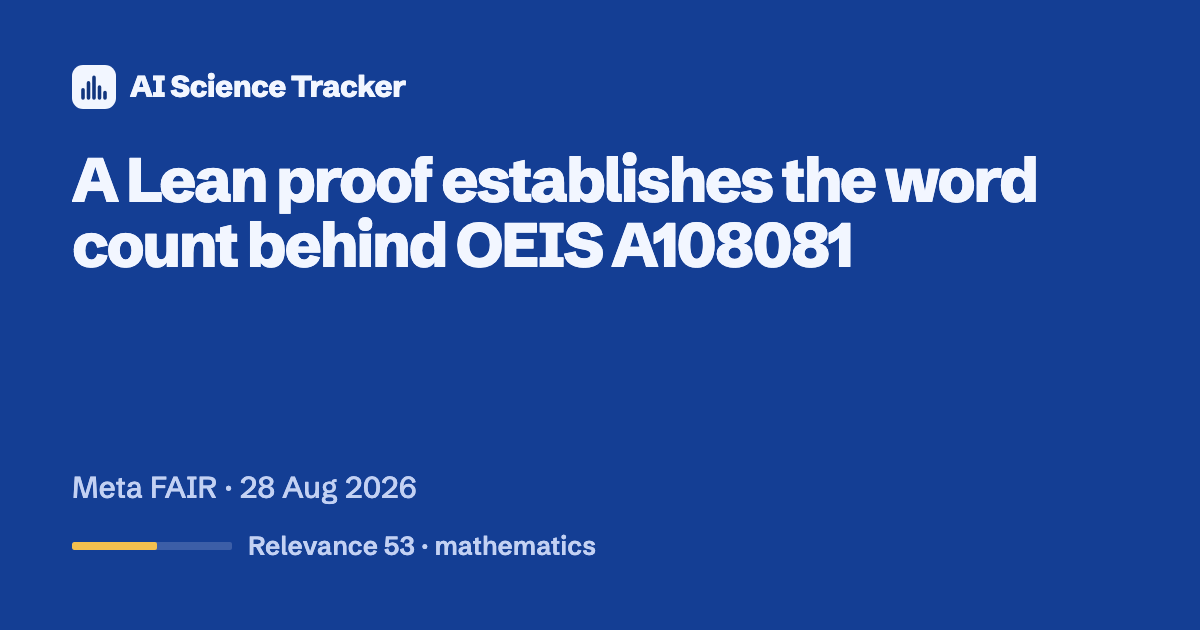 AI Science Tracker
A Lean proof establishes the word
count behind OEIS A108081
Meta FAIR · 28 Aug 2026
Relevance 53 · mathematics